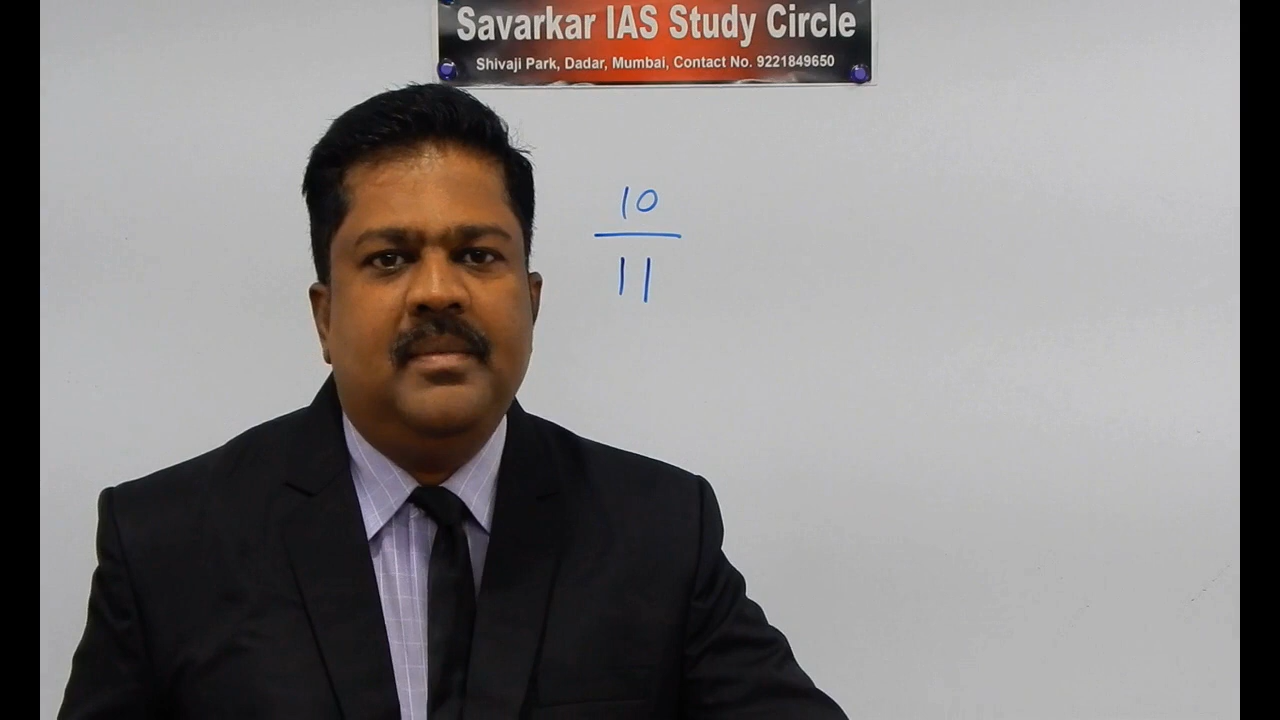 Savarkar IAS Study Circle
Shivaji Park, Dadar, Mumbai, Contact No. 9221849650
10
11